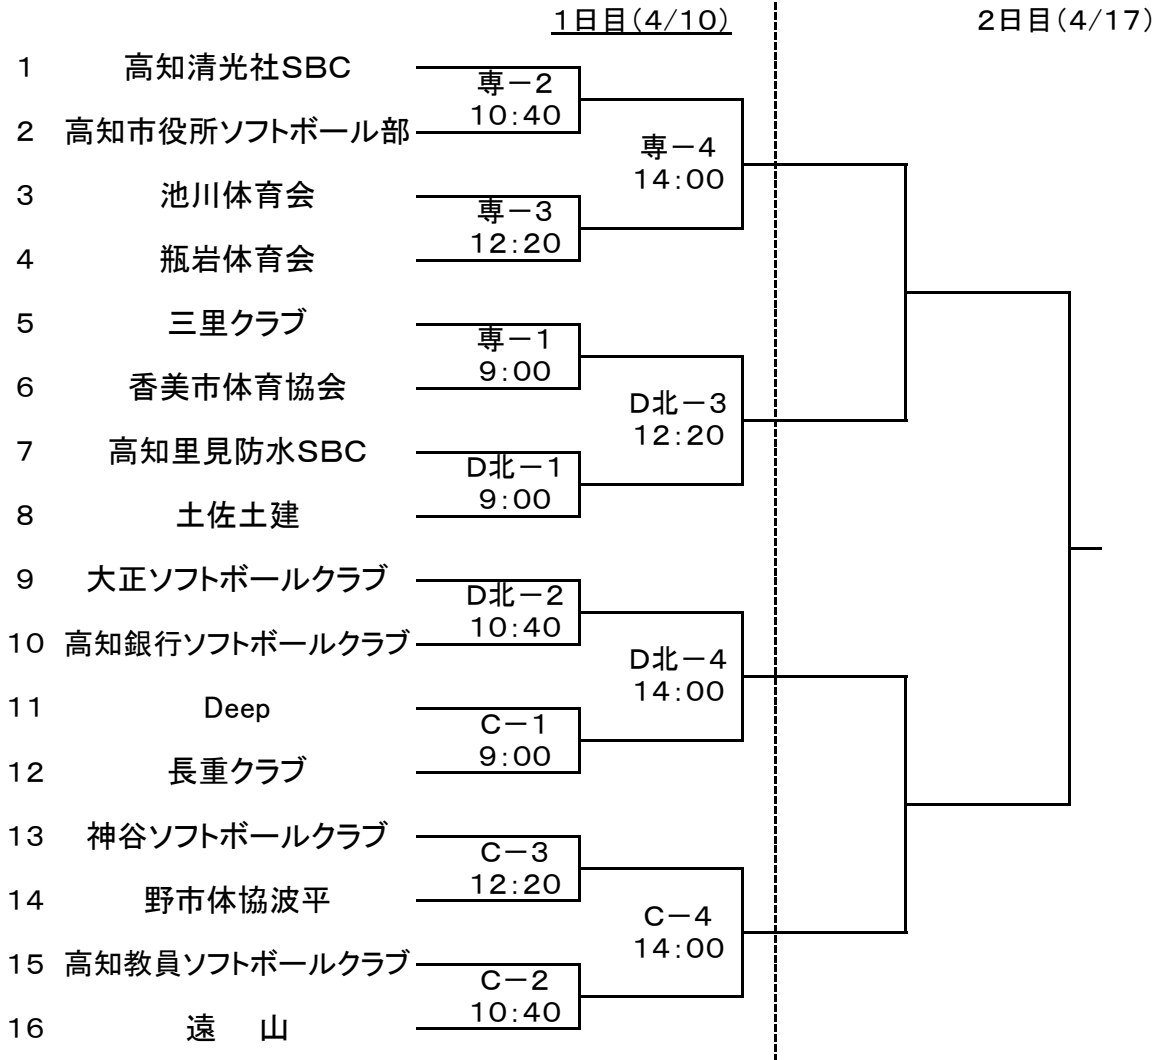 1日目(4/10)
2日目(4/17)
1 高知清光社SBC
専－2
10:40
2 高知市役所ソフトボール部
専－4
14:00
3 池川体育会
専－3
12:20
4 瓶岩体育会
5 三里クラブ
専－1
9:00
6 香美市体育協会
D北－3
12:20
7 高知里見防水SBC
D北－1
9:00
8 土佐土建
9 大正ソフトボールクラブ
D北－2
10:40
10 高知銀行ソフトボールクラブ
D北－4
14:00
11 Deep
C－1
9:00
12 長重クラブ
13 神谷ソフトボールクラブ
C－3
12:20
14 野市体協波平
C－4
14:00
15 高知教員ソフトボールクラブ
C－2
10:40
16 遠　山